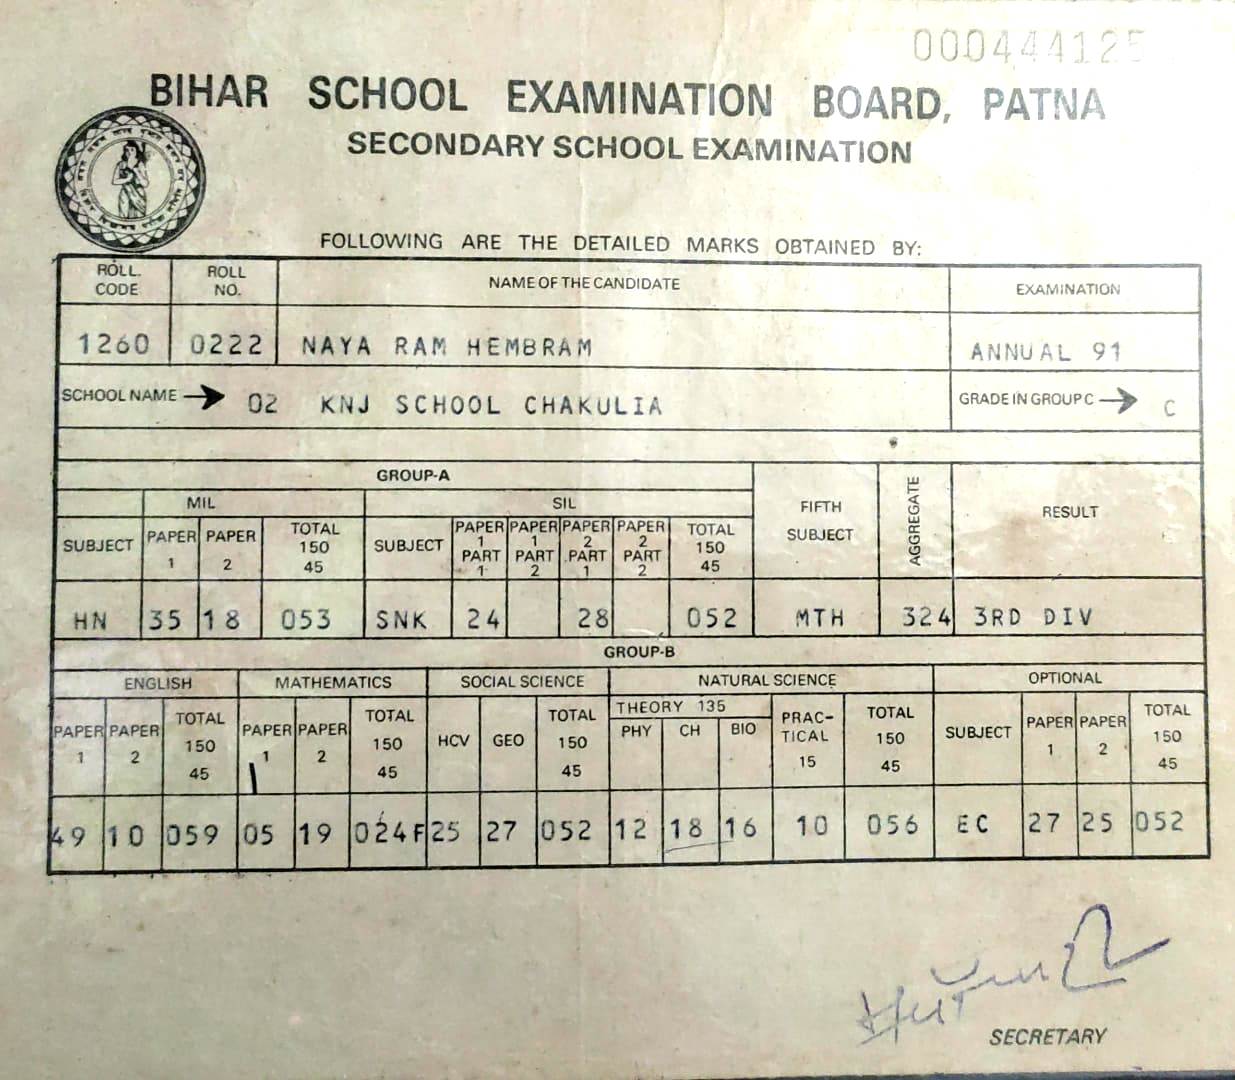 000444125
BIHAR SCHOOL EXAMINATION BOARD, PATNA
SECONDARY SCHOOL EXAMINATION
FOLLOWING ARE THE DETAILED MARKS OBTAINED BY:
ROLL. CODE ROLL NO. NAME OF THE CANDIDATE EXAMINATION
1260 0222 NAYA RAM HEMBRAM ANNUAL 91
SCHOOL NAME → 02 KNJ SCHOOL CHAKULIA GRADE IN GROUP C → C
GROUP-A
MIL SIL FIFTH SUBJECT AGGREGATE RESULT
SUBJECT PAPER 1 PAPER 2 TOTAL 150 45 SUBJECT PAPER 1 PART 1 PAPER 1 PART 2 PAPER 2 PART 1 PAPER 2 PART 2 TOTAL 150 45
HN 35 18 053 SNK 24 28 052 MTH 324 3RD DIV
GROUP-B
ENGLISH MATHEMATICS SOCIAL SCIENCE NATURAL SCIENCE OPTIONAL
PAPER 1 PAPER 2 TOTAL 150 45 PAPER 1 PAPER 2 TOTAL 150 45 HCV GEO TOTAL 150 45 THEORY 135 PHY CH BIO PRAC-TICAL 15 TOTAL 150 45 SUBJECT PAPER 1 PAPER 2 TOTAL 150 45
49 10 059 05 19 024F 25 27 052 12 18 16 10 056 EC 27 25 052
SECRETARY